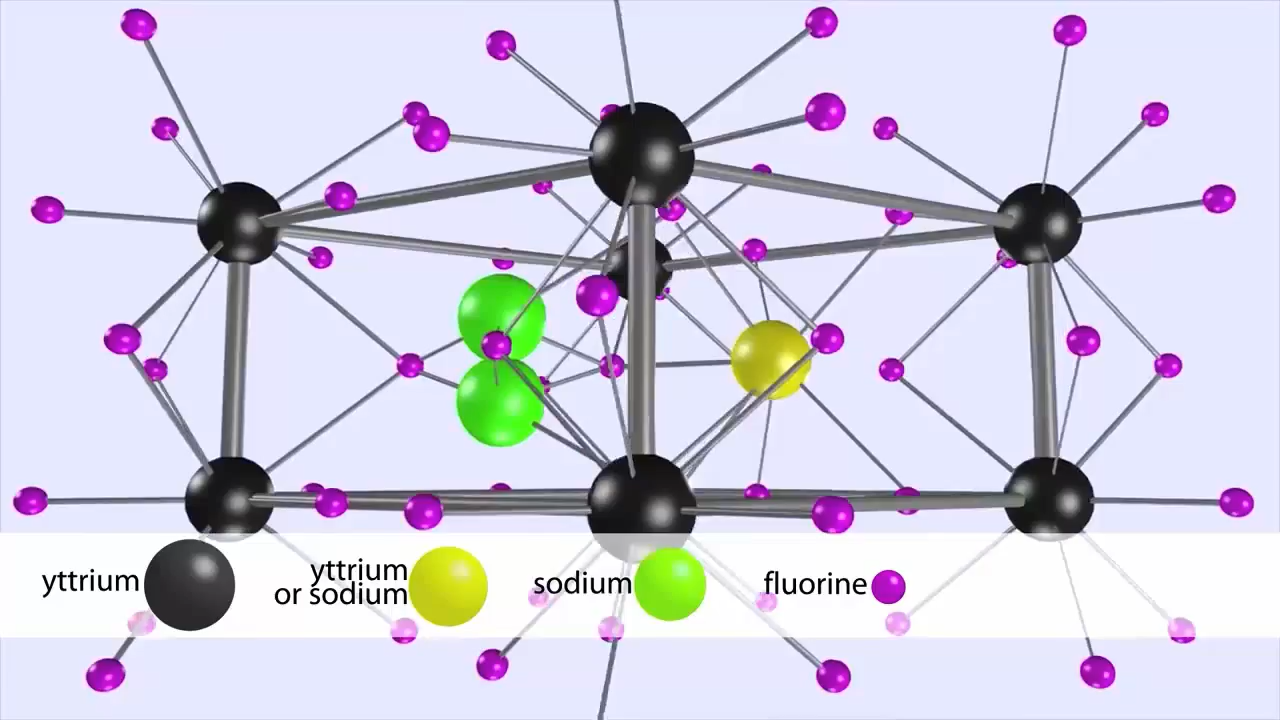 yttrium
yttrium
or sodium
sodium
fluorine